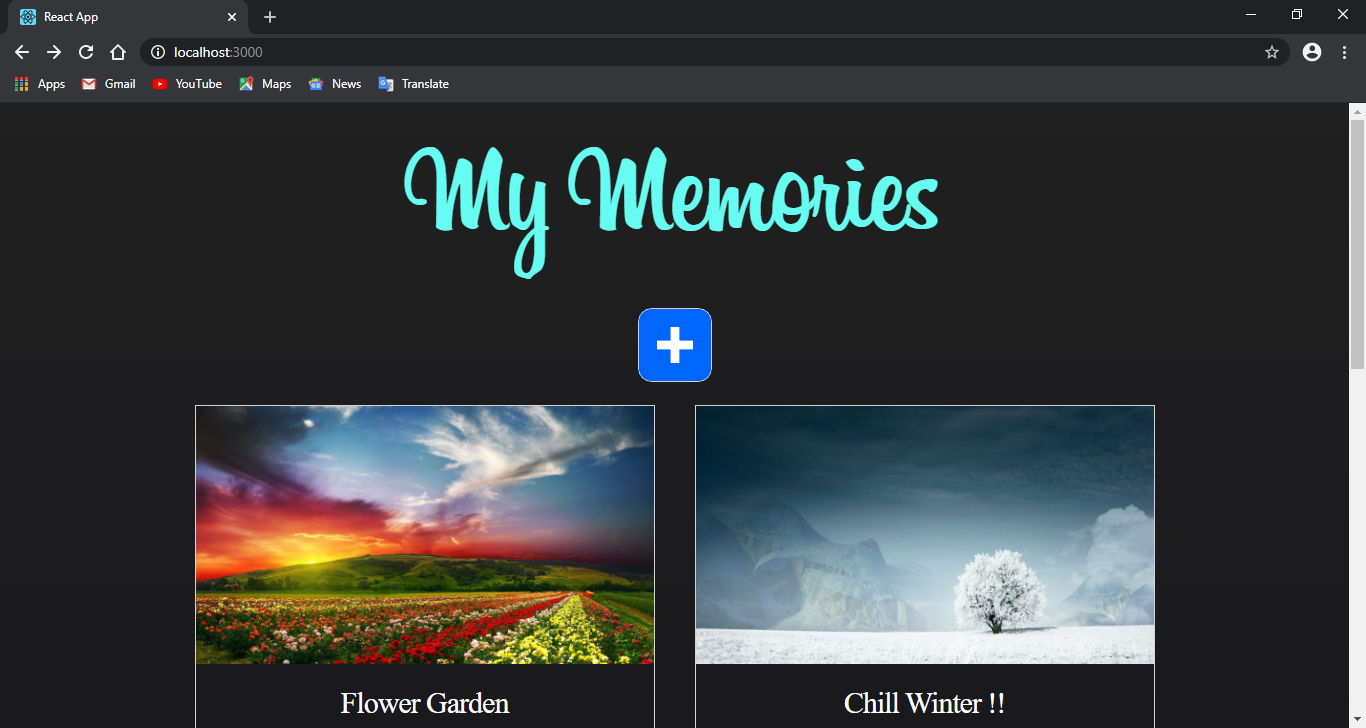 React App
localhost:3000
Apps Gmail YouTube Maps News Translate
My Memories
Flower Garden Chill Winter !!